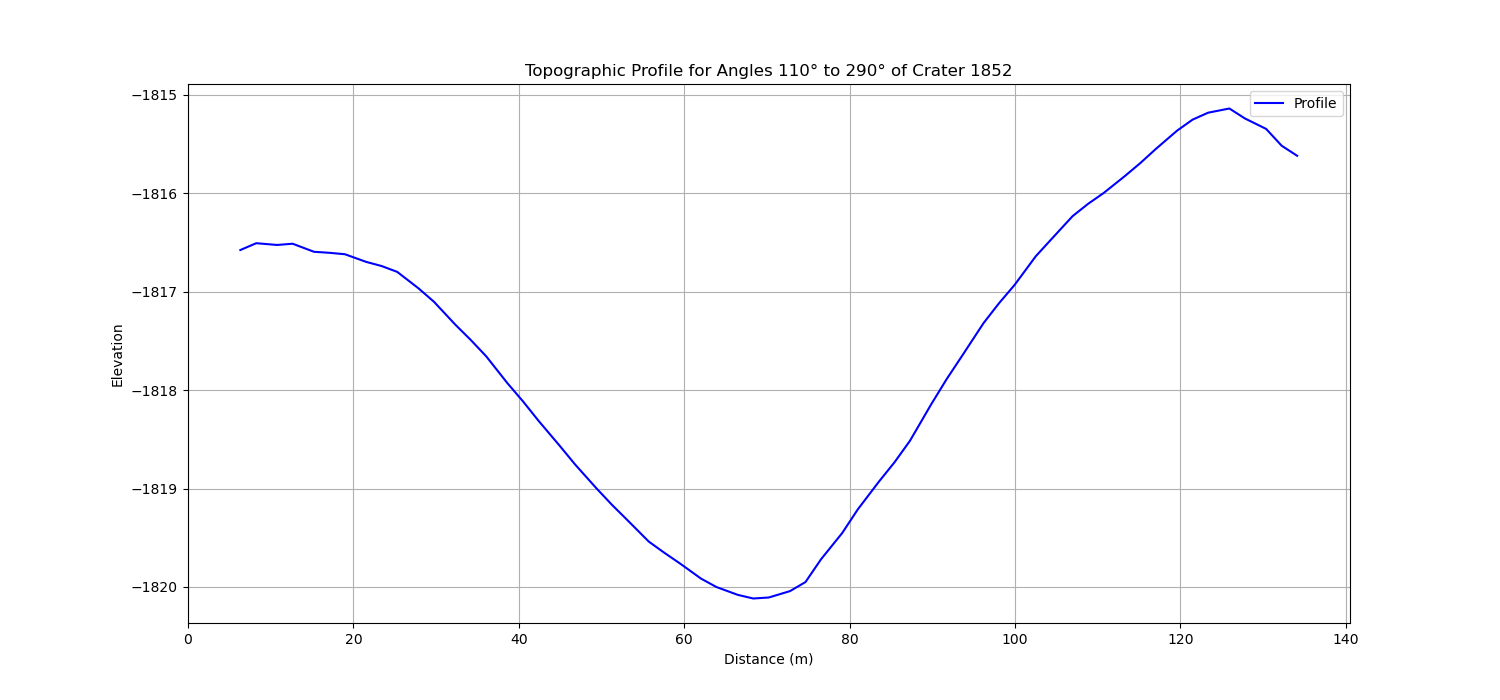 Topographic Profile for Angles 110° to 290° of Crater 1852
Profile
−1815
−1816
−1817
−1818
−1819
−1820
Elevation
0 20 40 60 80 100 120 140
Distance (m)